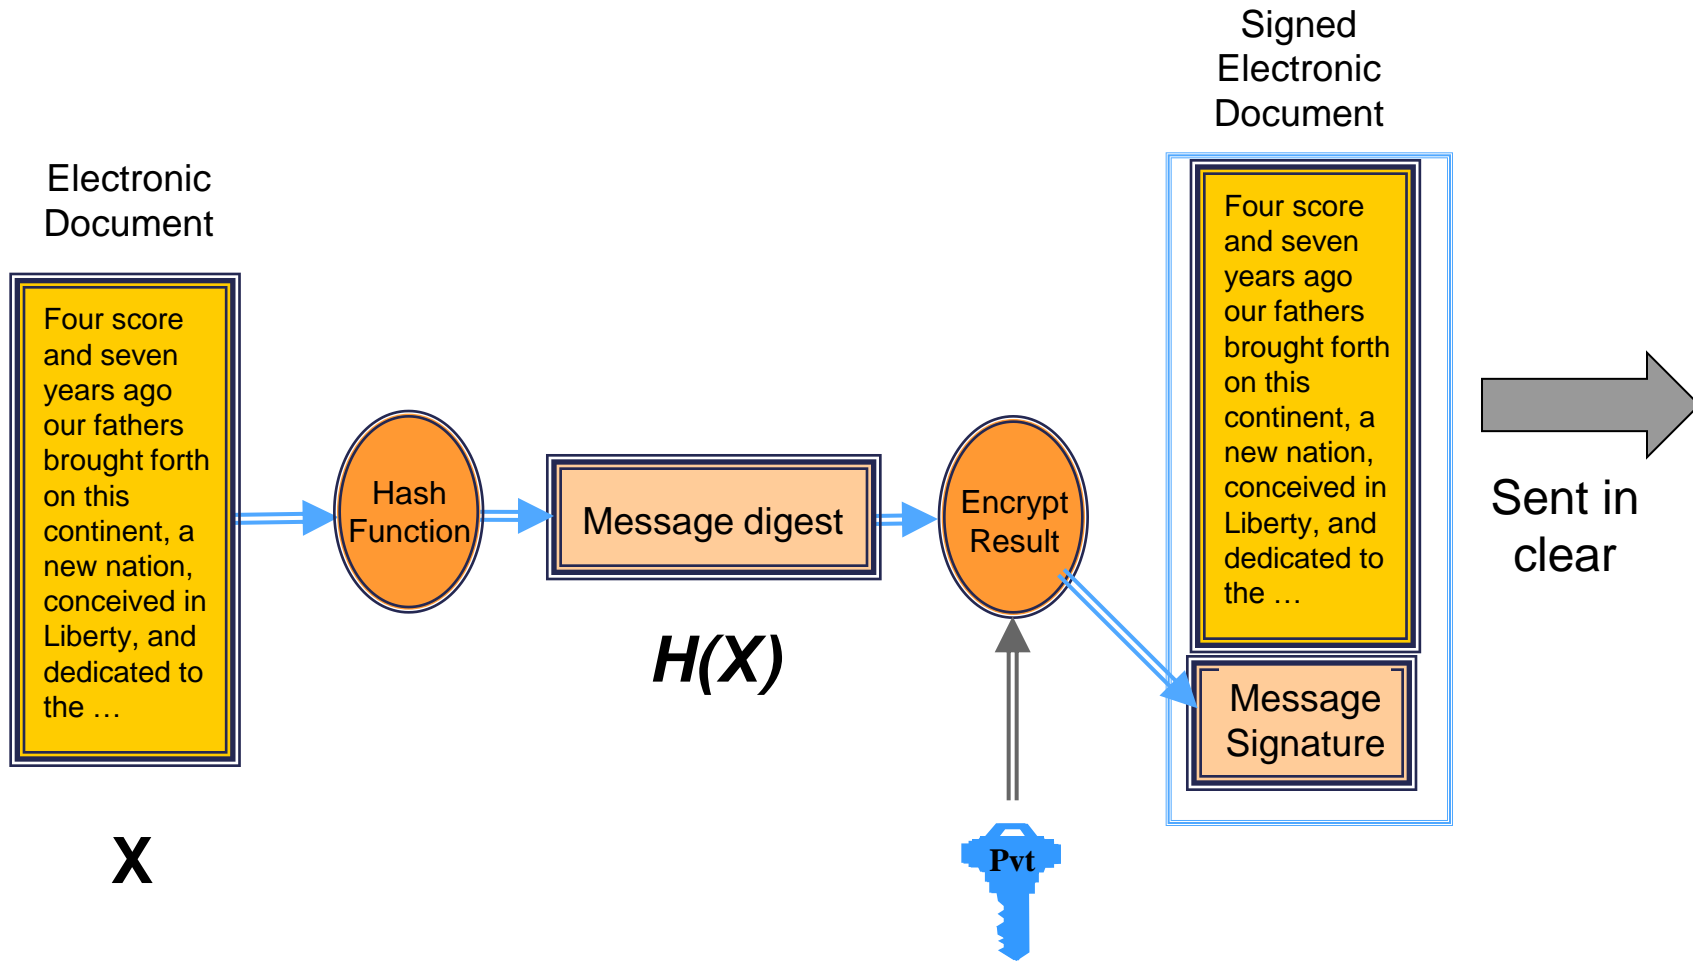 Electronic
Document
Four score
and seven
years ago
our fathers
brought forth
on this
continent, a
new nation,
conceived in
Liberty, and
dedicated to
the …
X
Hash
Function
Message digest
H(X)
Encrypt
Result
Pvt
Signed
Electronic
Document
Four score
and seven
years ago
our fathers
brought forth
on this
continent, a
new nation,
conceived in
Liberty, and
dedicated to
the …
Message
Signature
Sent in
clear